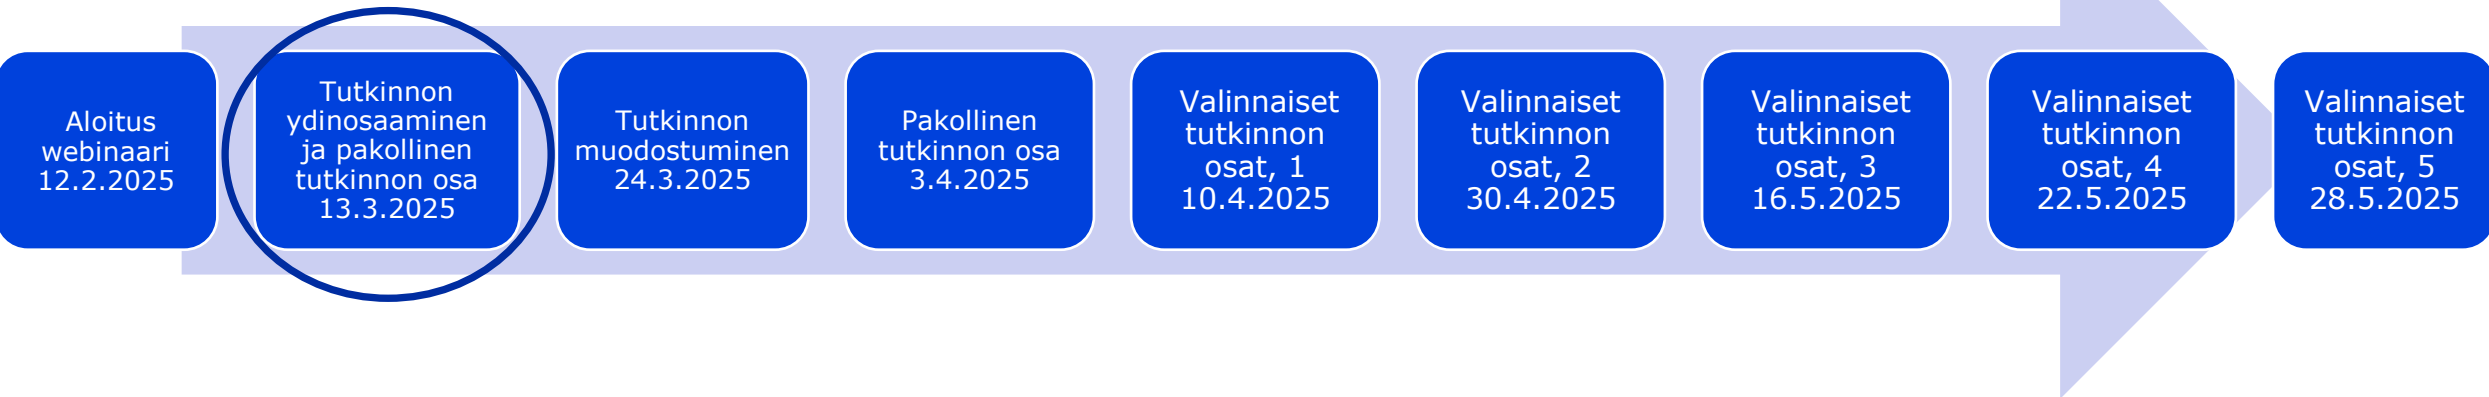 Aloitus
webinaari
12.2.2025
Tutkinnon
ydinosaaminen
ja pakollinen
tutkinnon osa
13.3.2025
Tutkinnon
muodostuminen
24.3.2025
Pakollinen
tutkinnon osa
3.4.2025
Valinnaiset
tutkinnon
osat, 1
10.4.2025
Valinnaiset
tutkinnon
osat, 2
30.4.2025
Valinnaiset
tutkinnon
osat, 3
16.5.2025
Valinnaiset
tutkinnon
osat, 4
22.5.2025
Valinnaiset
tutkinnon
osat, 5
28.5.2025